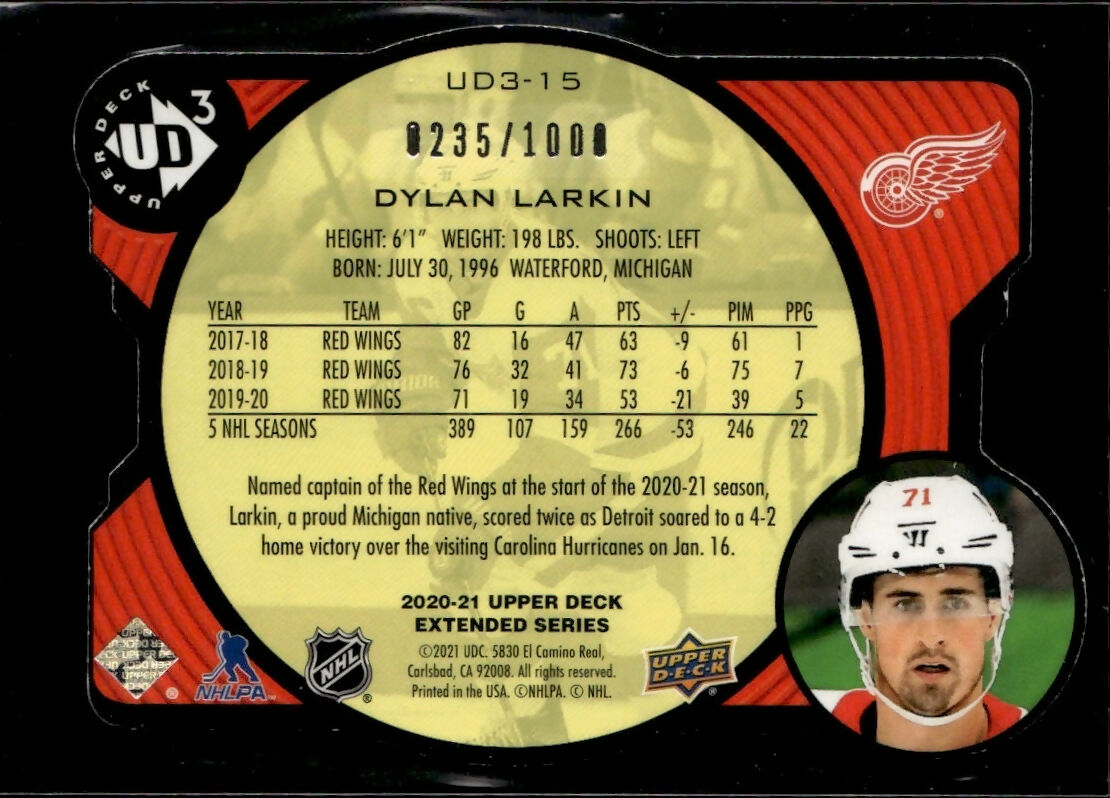 UD3-15
UPPER DECK
UD3
UPPER
0235/1000
DYLAN LARKIN
HEIGHT: 6'1" WEIGHT: 198 LBS. SHOOTS: LEFT
BORN: JULY 30, 1996 WATERFORD, MICHIGAN
YEAR TEAM GP G A PTS +/- PIM PPG
2017-18 RED WINGS 82 16 47 63 -9 61 1
2018-19 RED WINGS 76 32 41 73 -6 75 7
2019-20 RED WINGS 71 19 34 53 -21 39 5
5 NHL SEASONS 389 107 159 266 -53 246 22
Named captain of the Red Wings at the start of the 2020-21 season,
Larkin, a proud Michigan native, scored twice as Detroit soared to a 4-2
home victory over the visiting Carolina Hurricanes on Jan. 16.
71
2020-21 UPPER DECK
EXTENDED SERIES
©2021 UDC. 5830 El Camino Real,
Carlsbad, CA 92008. All rights reserved.
Printed in the USA. ©NHLPA. © NHL.
NHLPA
NHL
UPPER
DECK